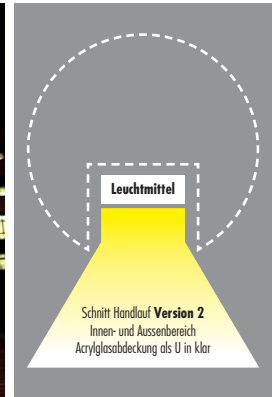 Leuchtmittel
Schnitt Handlauf Version 2
Innen- und Aussenbereich
Acrylglasabdeckung als U in klar